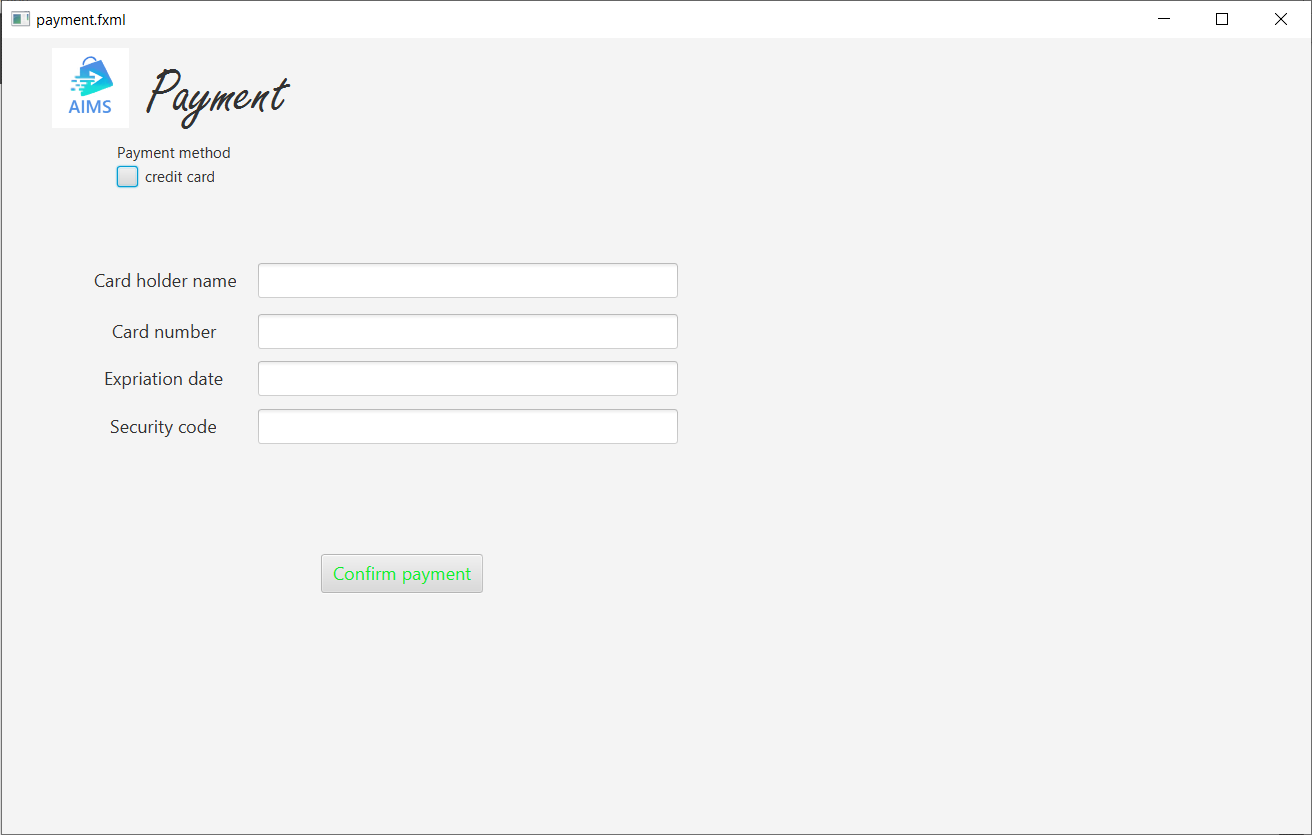 payment.fxml
AIMS
Payment
Payment method
credit card
Card holder name
Card number
Expriation date
Security code
Confirm payment